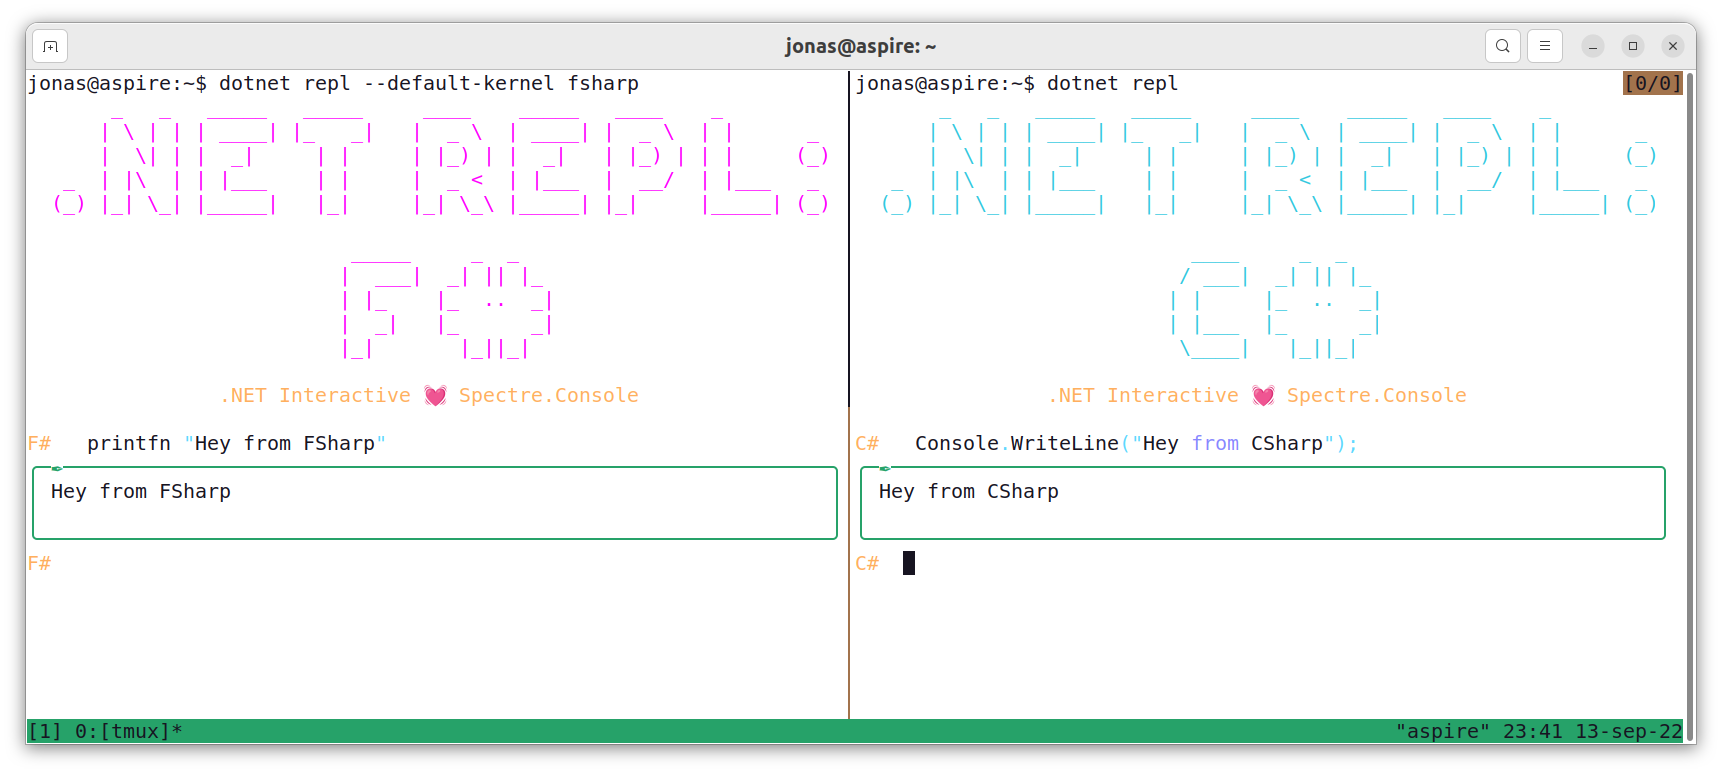 jonas@aspire: ~
jonas@aspire:~$ dotnet repl --default-kernel fsharp
.NET REPL:
F#
.NET Interactive 💓 Spectre.Console
F# printfn "Hey from FSharp"
Hey from FSharp
F#
jonas@aspire:~$ dotnet repl
[0/0]
.NET REPL:
C#
.NET Interactive 💓 Spectre.Console
C# Console.WriteLine("Hey from CSharp");
Hey from CSharp
C#
[1] 0:[tmux]*
"aspire" 23:41 13-sep-22